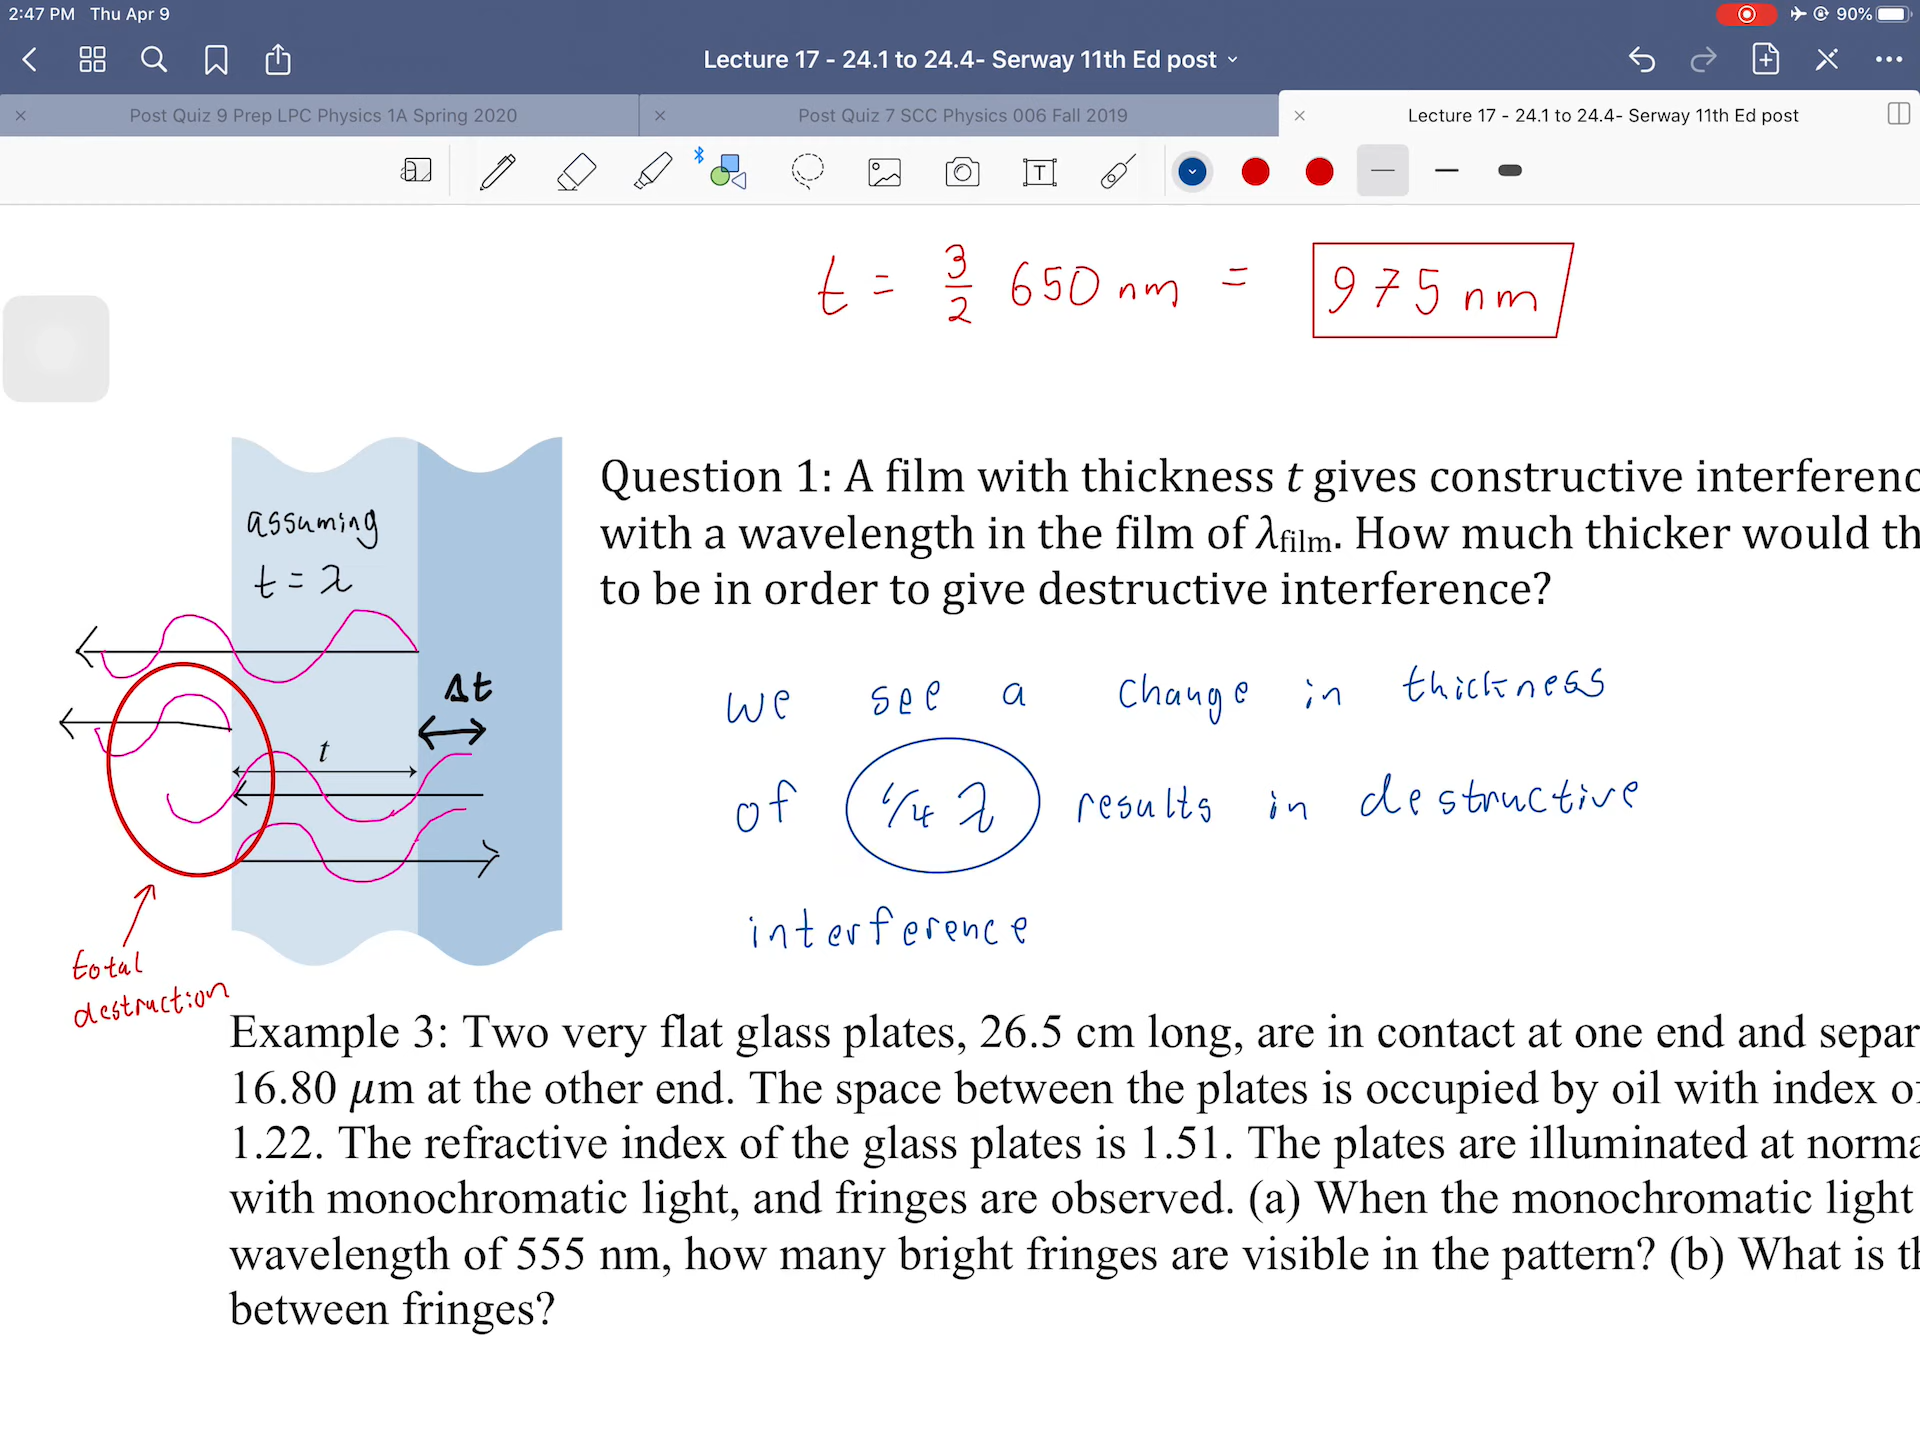 2:47 PM Thu Apr 9
90%
Lecture 17 - 24.1 to 24.4- Serway 11th Ed post
Post Quiz 9 Prep LPC Physics 1A Spring 2020
Post Quiz 7 SCC Physics 006 Fall 2019
Lecture 17 - 24.1 to 24.4- Serway 11th Ed post
t = 3/2 650 nm = 975 nm
assuming
t = λ
Δt
t
total
destruction
Question 1: A film with thickness t gives constructive interferenc
with a wavelength in the film of λfilm. How much thicker would th
to be in order to give destructive interference?
we see a change in thickness
of 1/4 λ results in destructive
interference
Example 3: Two very flat glass plates, 26.5 cm long, are in contact at one end and separ
16.80 μm at the other end. The space between the plates is occupied by oil with index of
1.22. The refractive index of the glass plates is 1.51. The plates are illuminated at norma
with monochromatic light, and fringes are observed. (a) When the monochromatic light
wavelength of 555 nm, how many bright fringes are visible in the pattern? (b) What is th
between fringes?